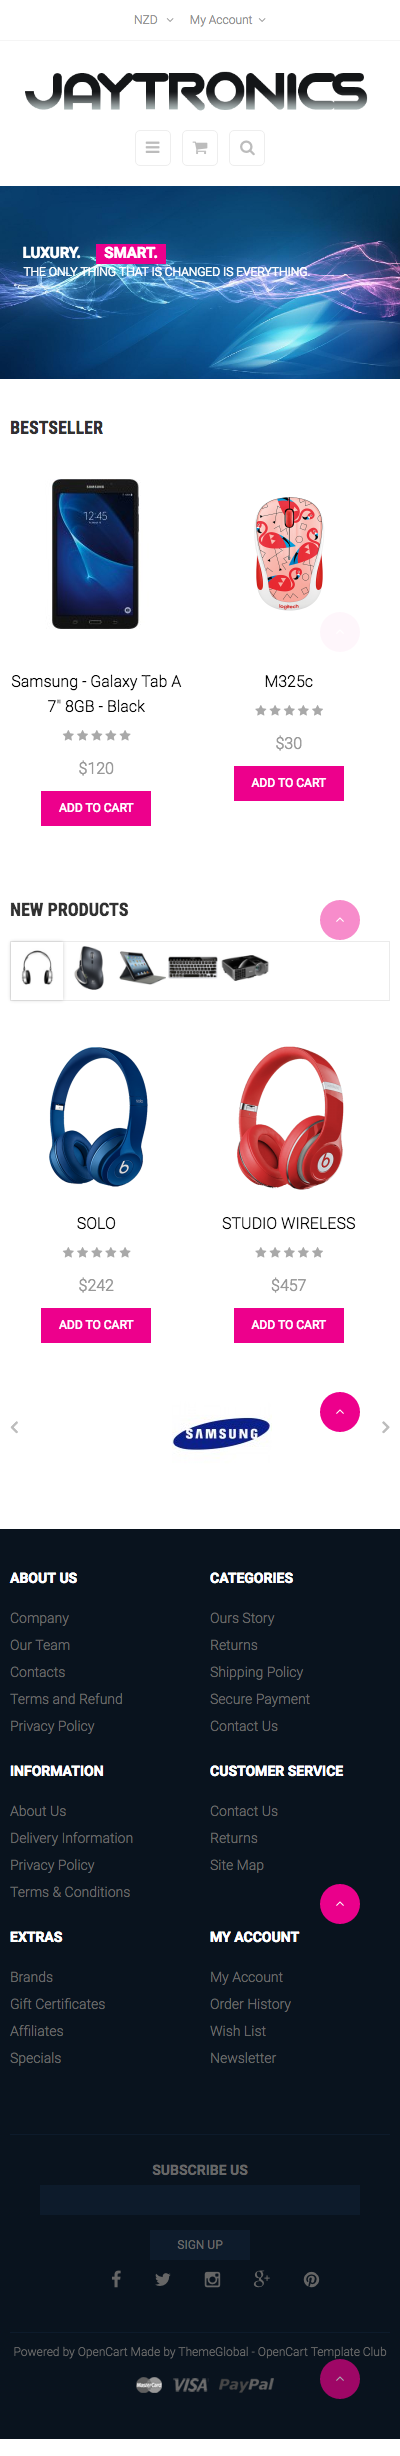 NZD My Account
JAYTRONICS
LUXURY. SMART.
THE ONLY THING THAT IS CHANGED IS EVERYTHING.
BESTSELLER
SAMSUNG
12:45
logitech
Samsung - Galaxy Tab A
7" 8GB - Black
$120
ADD TO CART
M325c
$30
ADD TO CART
NEW PRODUCTS
SOLO
$242
ADD TO CART
STUDIO WIRELESS
$457
ADD TO CART
SAMSUNG
ABOUT US
Company
Our Team
Contacts
Terms and Refund
Privacy Policy
CATEGORIES
Ours Story
Returns
Shipping Policy
Secure Payment
Contact Us
INFORMATION
About Us
Delivery Information
Privacy Policy
Terms & Conditions
CUSTOMER SERVICE
Contact Us
Returns
Site Map
EXTRAS
Brands
Gift Certificates
Affiliates
Specials
MY ACCOUNT
My Account
Order History
Wish List
Newsletter
SUBSCRIBE US
SIGN UP
Powered by OpenCart Made by ThemeGlobal - OpenCart Template Club
MasterCard VISA PayPal